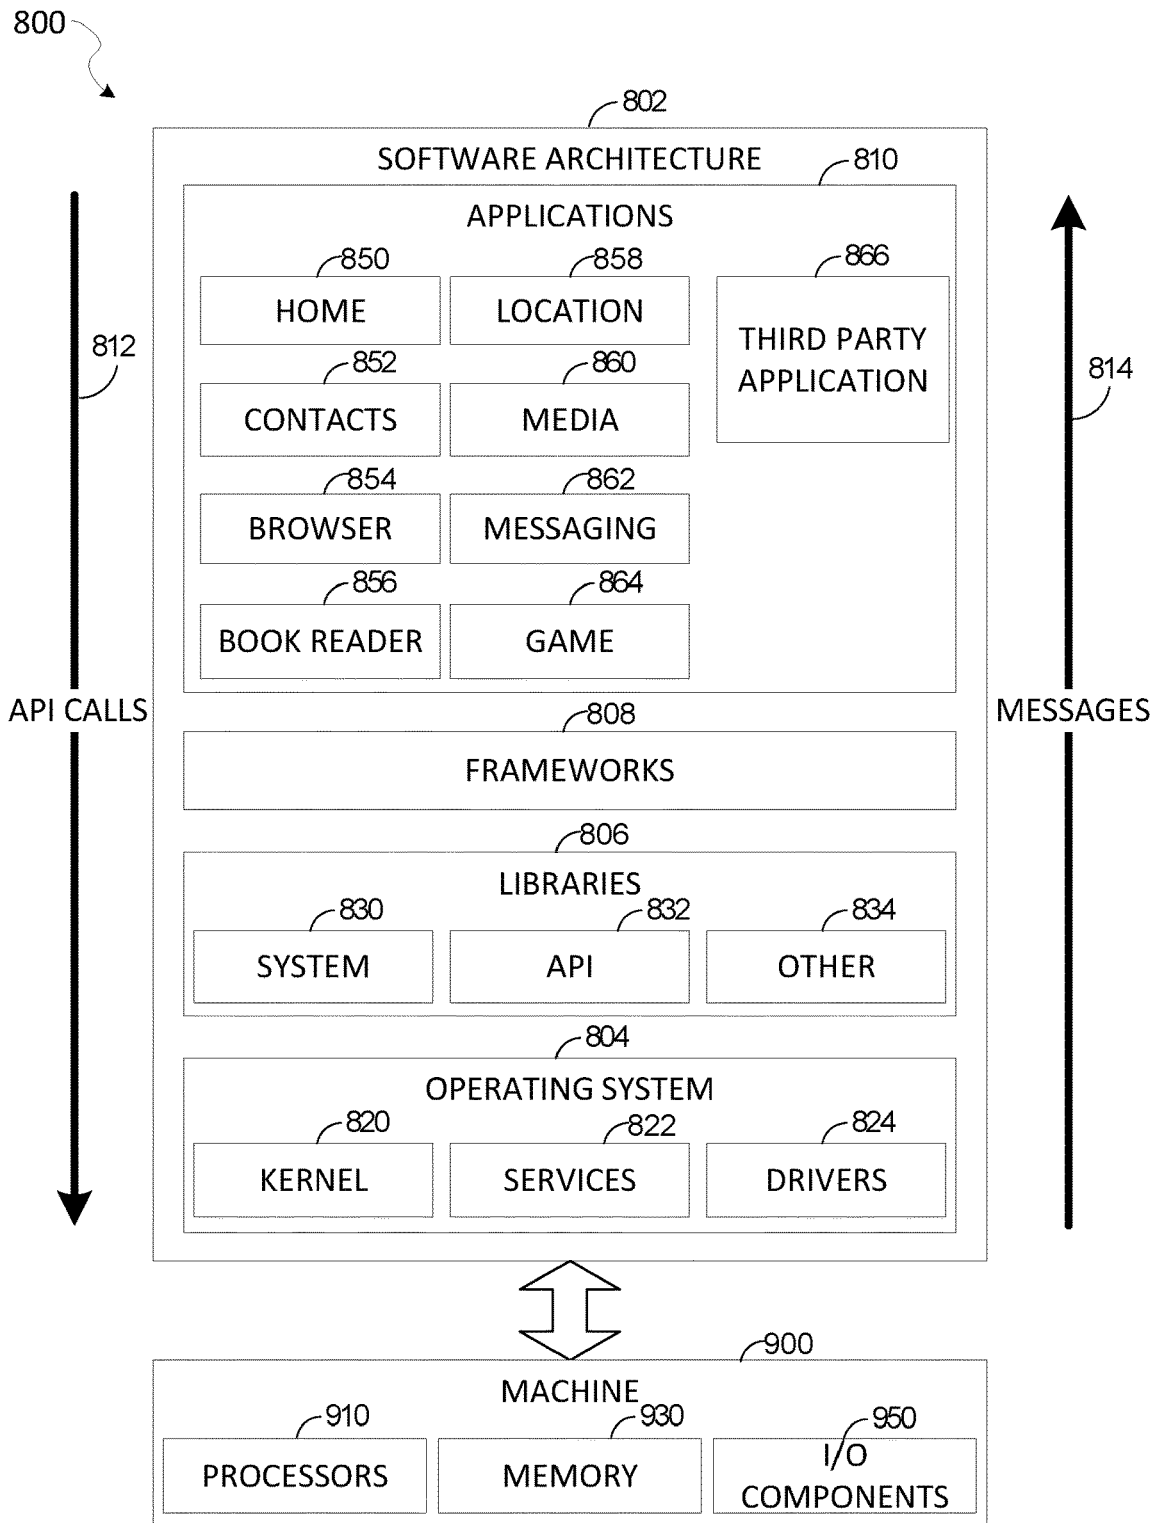 800
802
SOFTWARE ARCHITECTURE
810
APPLICATIONS
850
858
866
HOME
LOCATION
THIRD PARTY
APPLICATION
812
852
860
814
CONTACTS
MEDIA
854
862
BROWSER
MESSAGING
856
864
BOOK READER
GAME
API CALLS
MESSAGES
808
FRAMEWORKS
806
LIBRARIES
830
832
834
SYSTEM
API
OTHER
804
OPERATING SYSTEM
820
822
824
KERNEL
SERVICES
DRIVERS
900
MACHINE
910
930
950
PROCESSORS
MEMORY
I/O
COMPONENTS